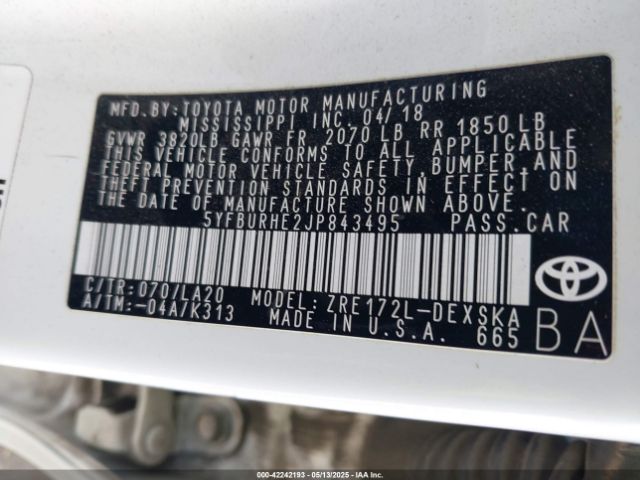 MFD.BY:TOYOTA MOTOR MANUFACTURING
MISSISSIPPI INC. 04/18
GVWR 3820LB GAWR FR 2070 LB RR 1850 LB
THIS VEHICLE CONFORMS TO ALL APPLICABLE
FEDERAL MOTOR VEHICLE SAFETY,BUMPER,AND
THEFT PREVENTION STANDARDS IN EFFECT ON
THE DATE OF MANUFACTURE SHOWN ABOVE.
5YFBURHE2JP843495 PASS.CAR
C/TR:070/LA20 MODEL:ZRE172L-DEXSKA
A/TM:-04A/K313 MADE IN U.S.A. 665
BA
000-42242193 - 05/13/2025 - IAA